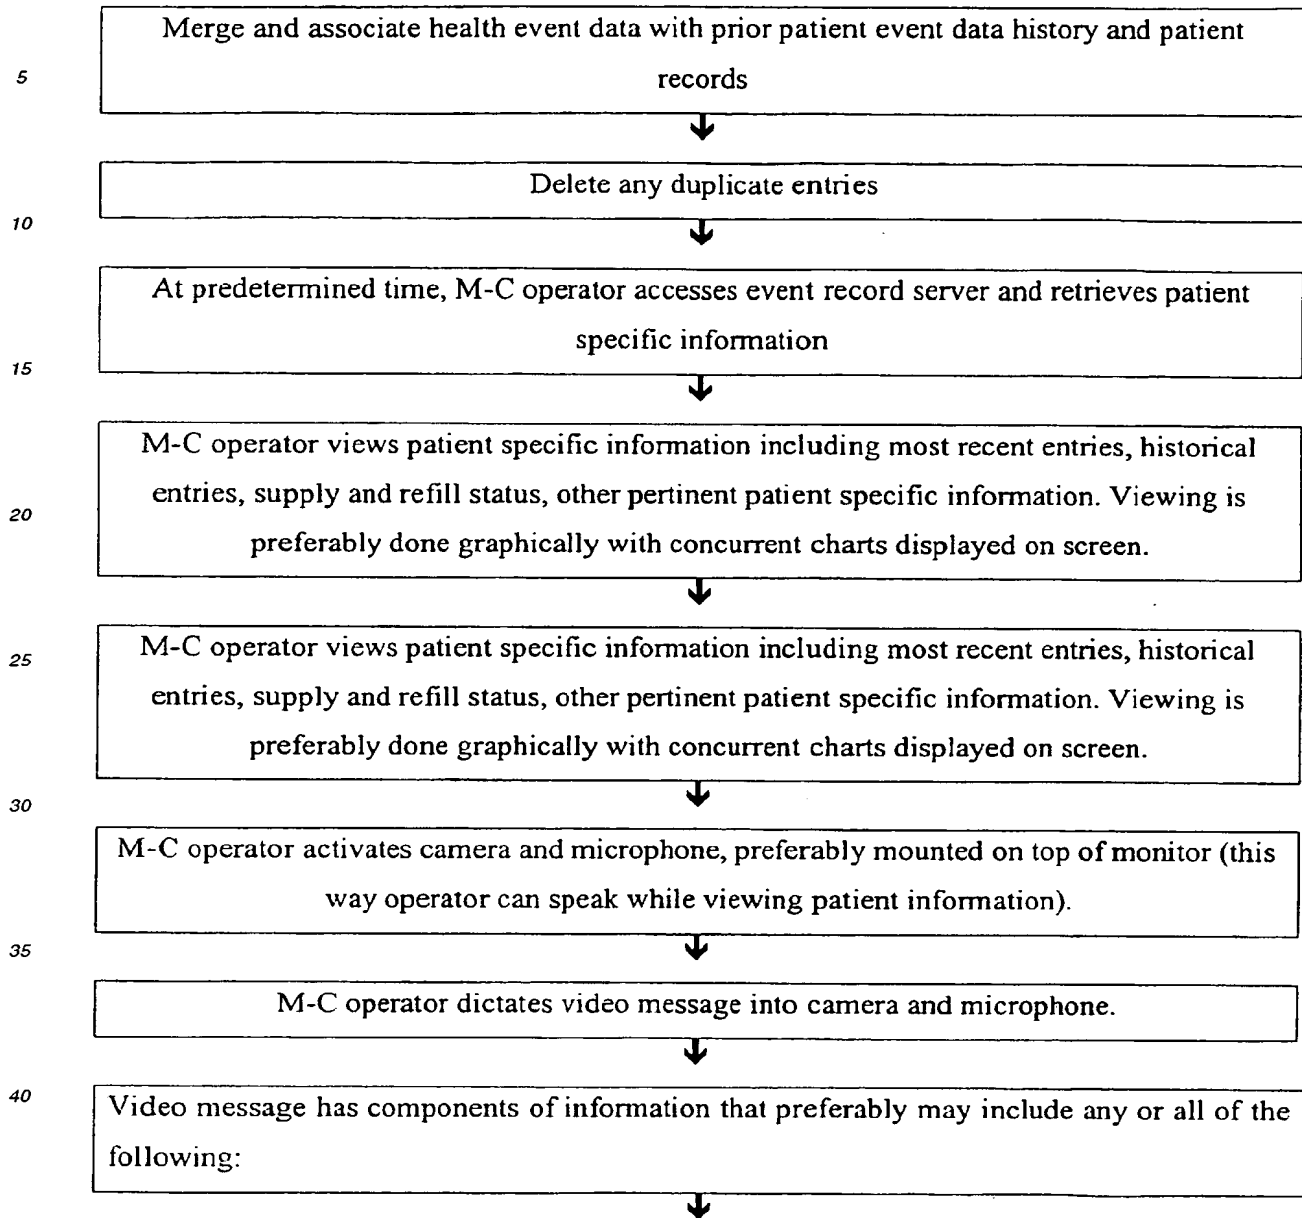 Merge and associate health event data with prior patient event data history and patient
5
records
Delete any duplicate entries
10
At predetermined time, M-C operator accesses event record server and retrieves patient
specific information
15
M-C operator views patient specific information including most recent entries, historical
entries, supply and refill status, other pertinent patient specific information. Viewing is
20
preferably done graphically with concurrent charts displayed on screen.
M-C operator views patient specific information including most recent entries, historical
25
entries, supply and refill status, other pertinent patient specific information. Viewing is
preferably done graphically with concurrent charts displayed on screen.
30
M-C operator activates camera and microphone, preferably mounted on top of monitor (this
way operator can speak while viewing patient information).
35
M-C operator dictates video message into camera and microphone.
40
Video message has components of information that preferably may include any or all of the
following: